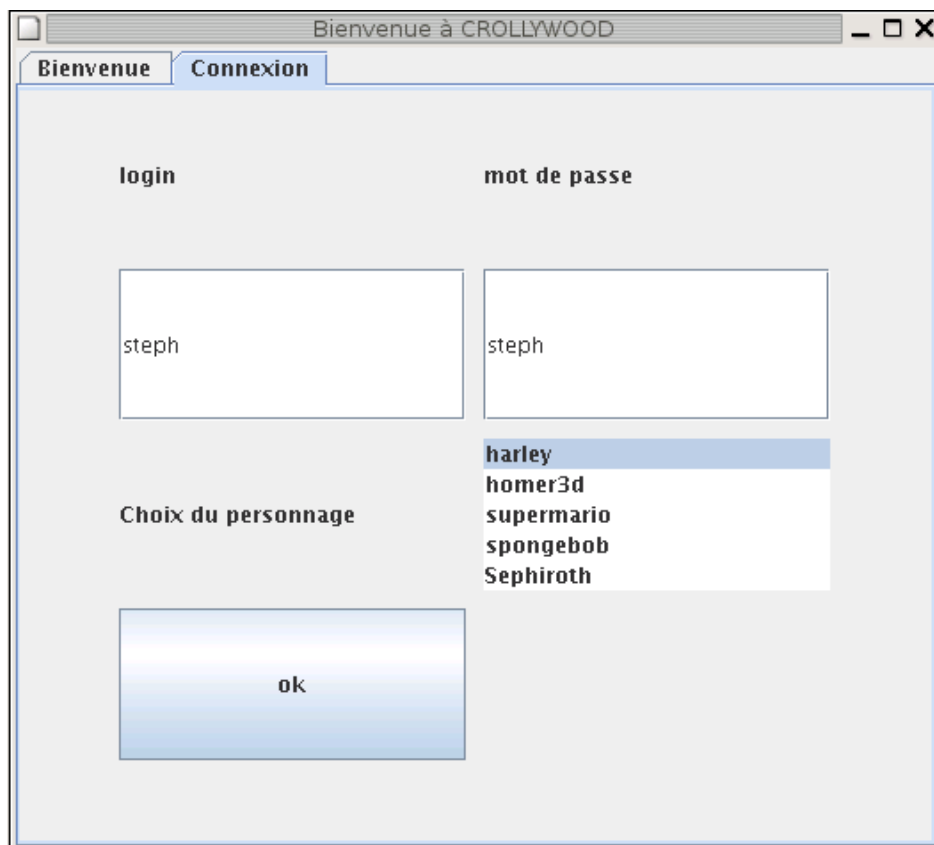 Bienvenue à CROLLYWOOD
Bienvenue Connexion
login mot de passe
steph steph
Choix du personnage
harley
homer3d
supermario
spongebob
Sephiroth
ok